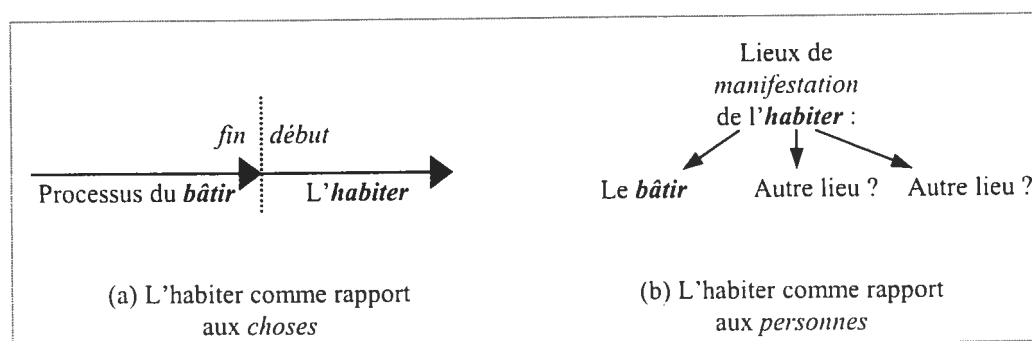 fin début
Processus du bâtir L'habiter
(a) L'habiter comme rapport
aux choses
Lieux de
manifestation
de l'habiter :
Le bâtir Autre lieu ? Autre lieu ?
(b) L'habiter comme rapport
aux personnes